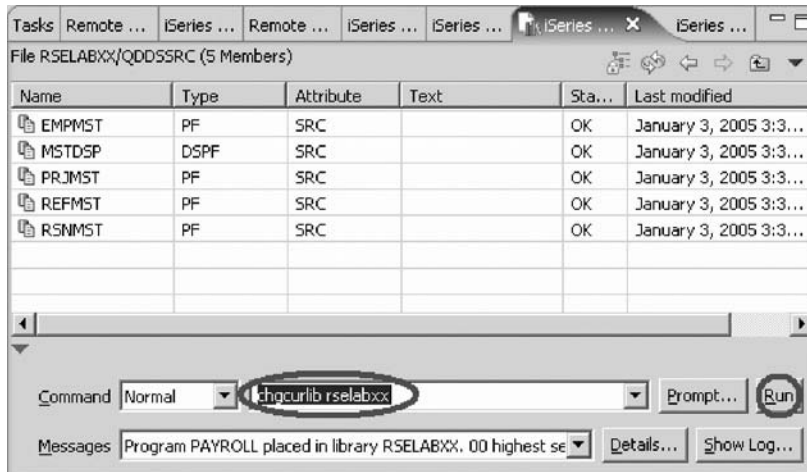 Tasks Remote ... iSeries ... Remote ... iSeries ... iSeries ... iSeries ... iSeries ...
File RSELABXX/QDDSSRC (5 Members)
Name Type Attribute Text Sta... Last modified
EMPMST PF SRC OK January 3, 2005 3:3...
MSTDSP DSPF SRC OK January 3, 2005 3:3...
PRJMST PF SRC OK January 3, 2005 3:3...
REFMST PF SRC OK January 3, 2005 3:3...
RSNMST PF SRC OK January 3, 2005 3:3...
Command Normal chgcurlib rselabxx Prompt... Run
Messages Program PAYROLL placed in library RSELABXX. 00 highest se Details... Show Log...